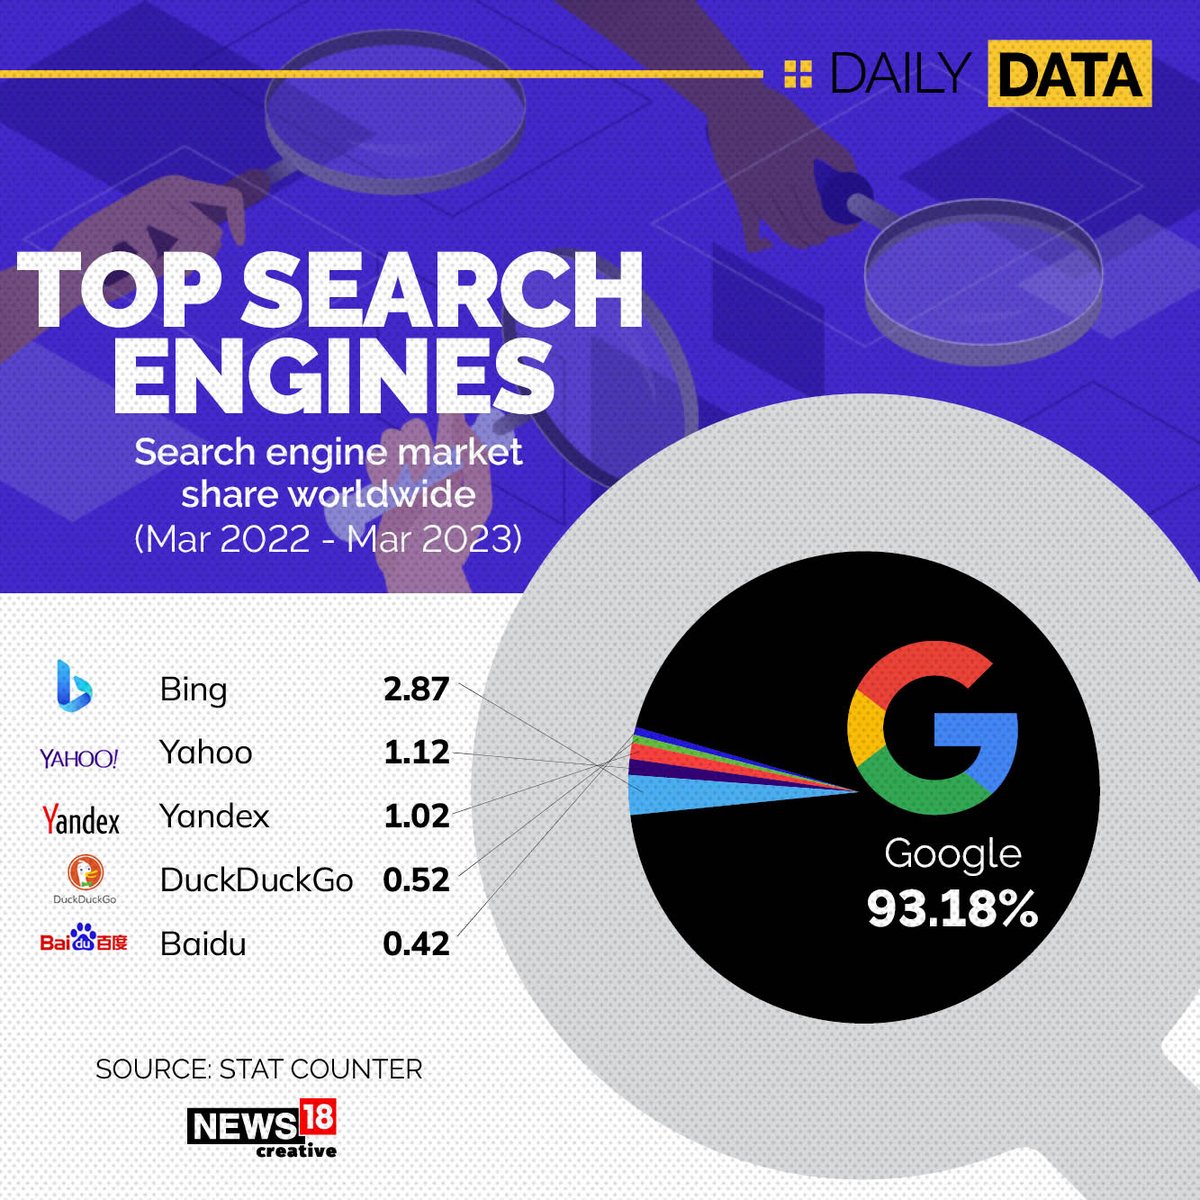 DAILY DATA
TOP SEARCH
ENGINES
Search engine market
share worldwide
(Mar 2022 - Mar 2023)
Bing 2.87
YAHOO! Yahoo 1.12
Yandex Yandex 1.02
DuckDuckGo DuckDuckGo 0.52
Baidu百度 Baidu 0.42
Google
93.18%
SOURCE: STAT COUNTER
NEWS18
creative